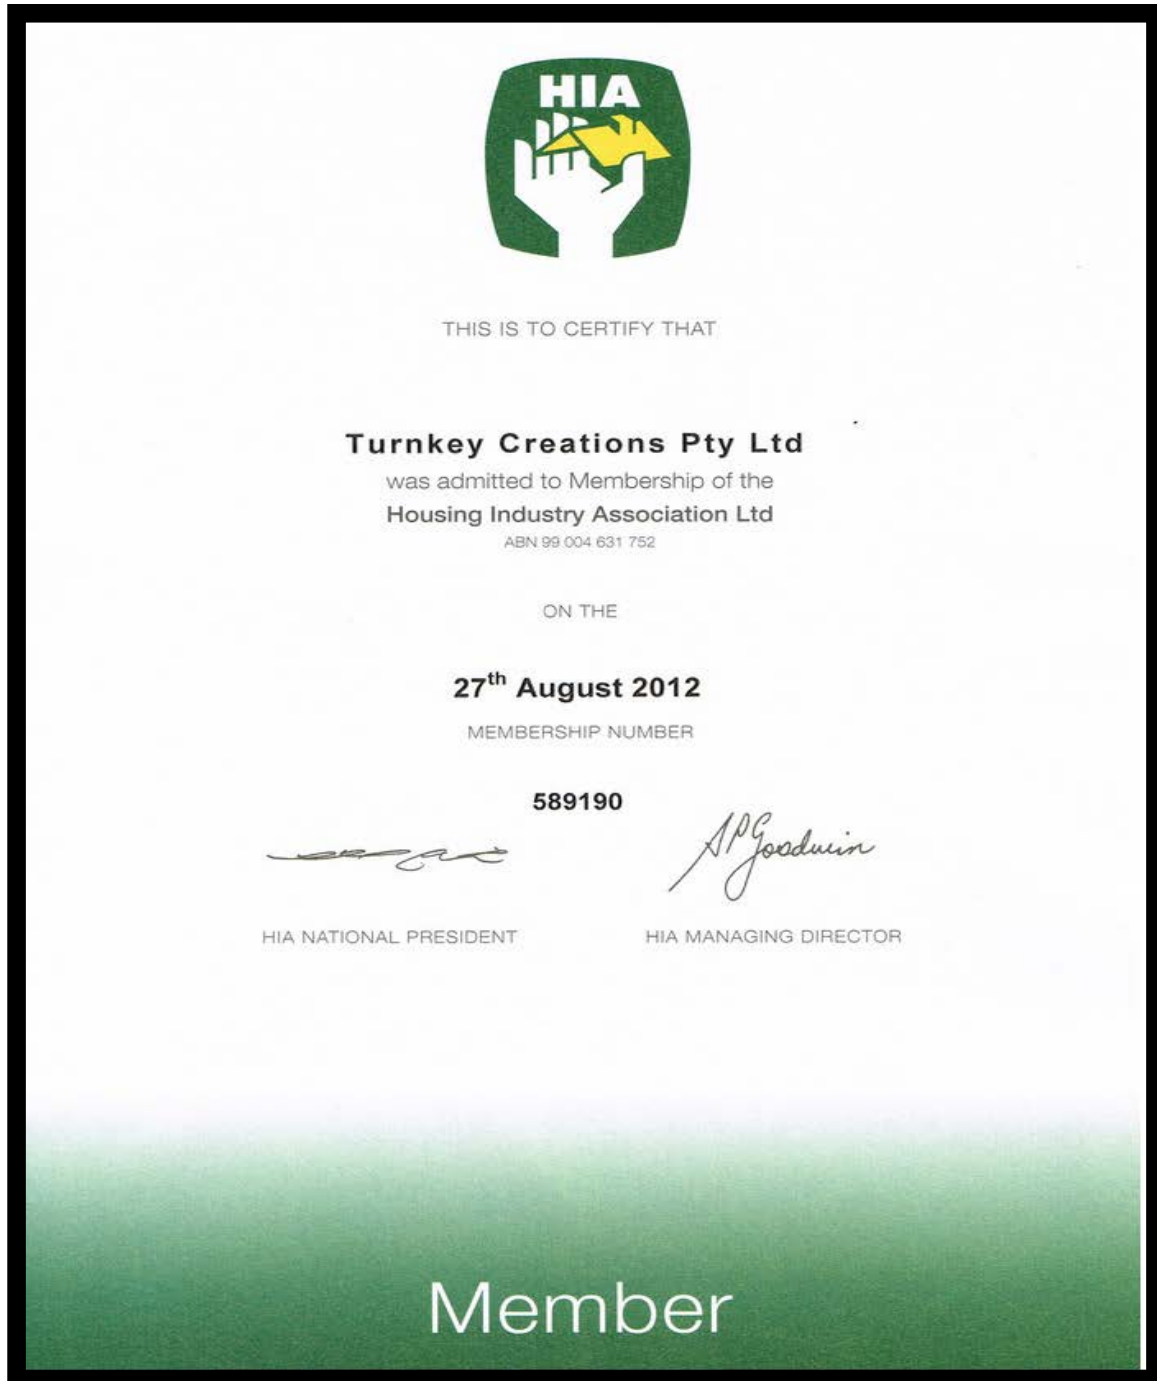 HIA
THIS IS TO CERTIFY THAT
Turnkey Creations Pty Ltd
was admitted to Membership of the
Housing Industry Association Ltd
ABN 99 004 631 752
ON THE
27th August 2012
MEMBERSHIP NUMBER
589190
APGoodwin
HIA NATIONAL PRESIDENT
HIA MANAGING DIRECTOR
Member